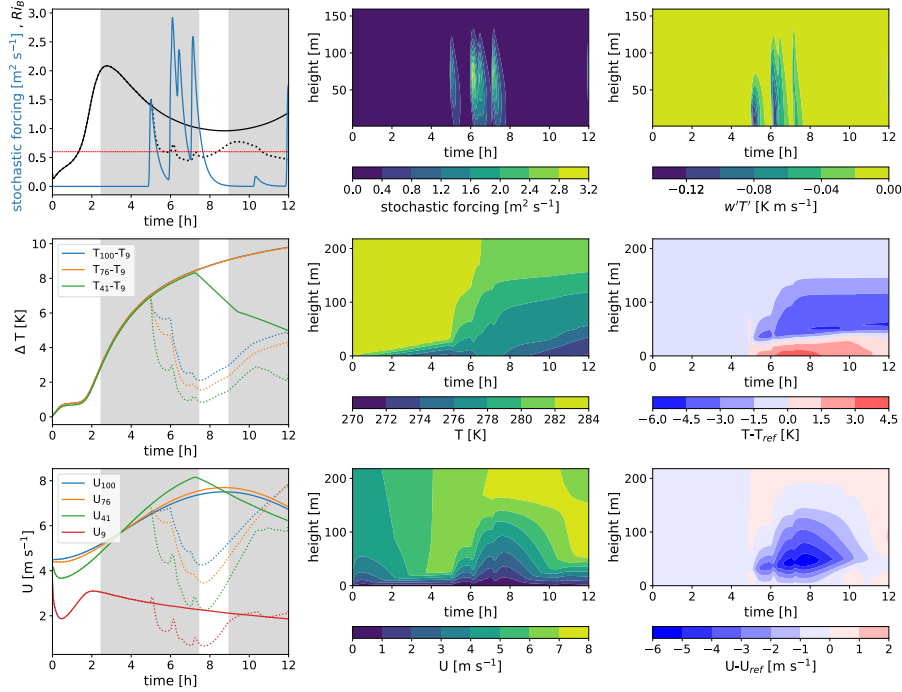 stochastic forcing [m² s⁻¹] , Ri_B
3.0
2.5
2.0
1.5
1.0
0.5
0.0
0 2 4 6 8 10 12
time [h]
height [m]
150
100
50
0 2 4 6 8 10 12
time [h]
0.0 0.4 0.8 1.2 1.6 2.0 2.4 2.8 3.2
stochastic forcing [m² s⁻¹]
height [m]
150
100
50
0 2 4 6 8 10 12
time [h]
−0.12 −0.08 −0.04 0.00
w'T' [K m s⁻¹]
Δ T [K]
10
8
6
4
2
0
T₁₀₀-T₉
T₇₆-T₉
T₄₁-T₉
0 2 4 6 8 10 12
time [h]
height [m]
200
100
0
0 2 4 6 8 10 12
time [h]
270 272 274 276 278 280 282 284
T [K]
height [m]
200
100
0
0 2 4 6 8 10 12
time [h]
−6.0 −4.5 −3.0 −1.5 0.0 1.5 3.0 4.5
T-T_ref [K]
U [m s⁻¹]
8
6
4
2
U₁₀₀
U₇₆
U₄₁
U₉
0 2 4 6 8 10 12
time [h]
height [m]
200
100
0
0 2 4 6 8 10 12
time [h]
0 1 2 3 4 5 6 7 8
U [m s⁻¹]
height [m]
200
100
0
0 2 4 6 8 10 12
time [h]
−6 −5 −4 −3 −2 −1 0 1 2
U-U_ref [m s⁻¹]